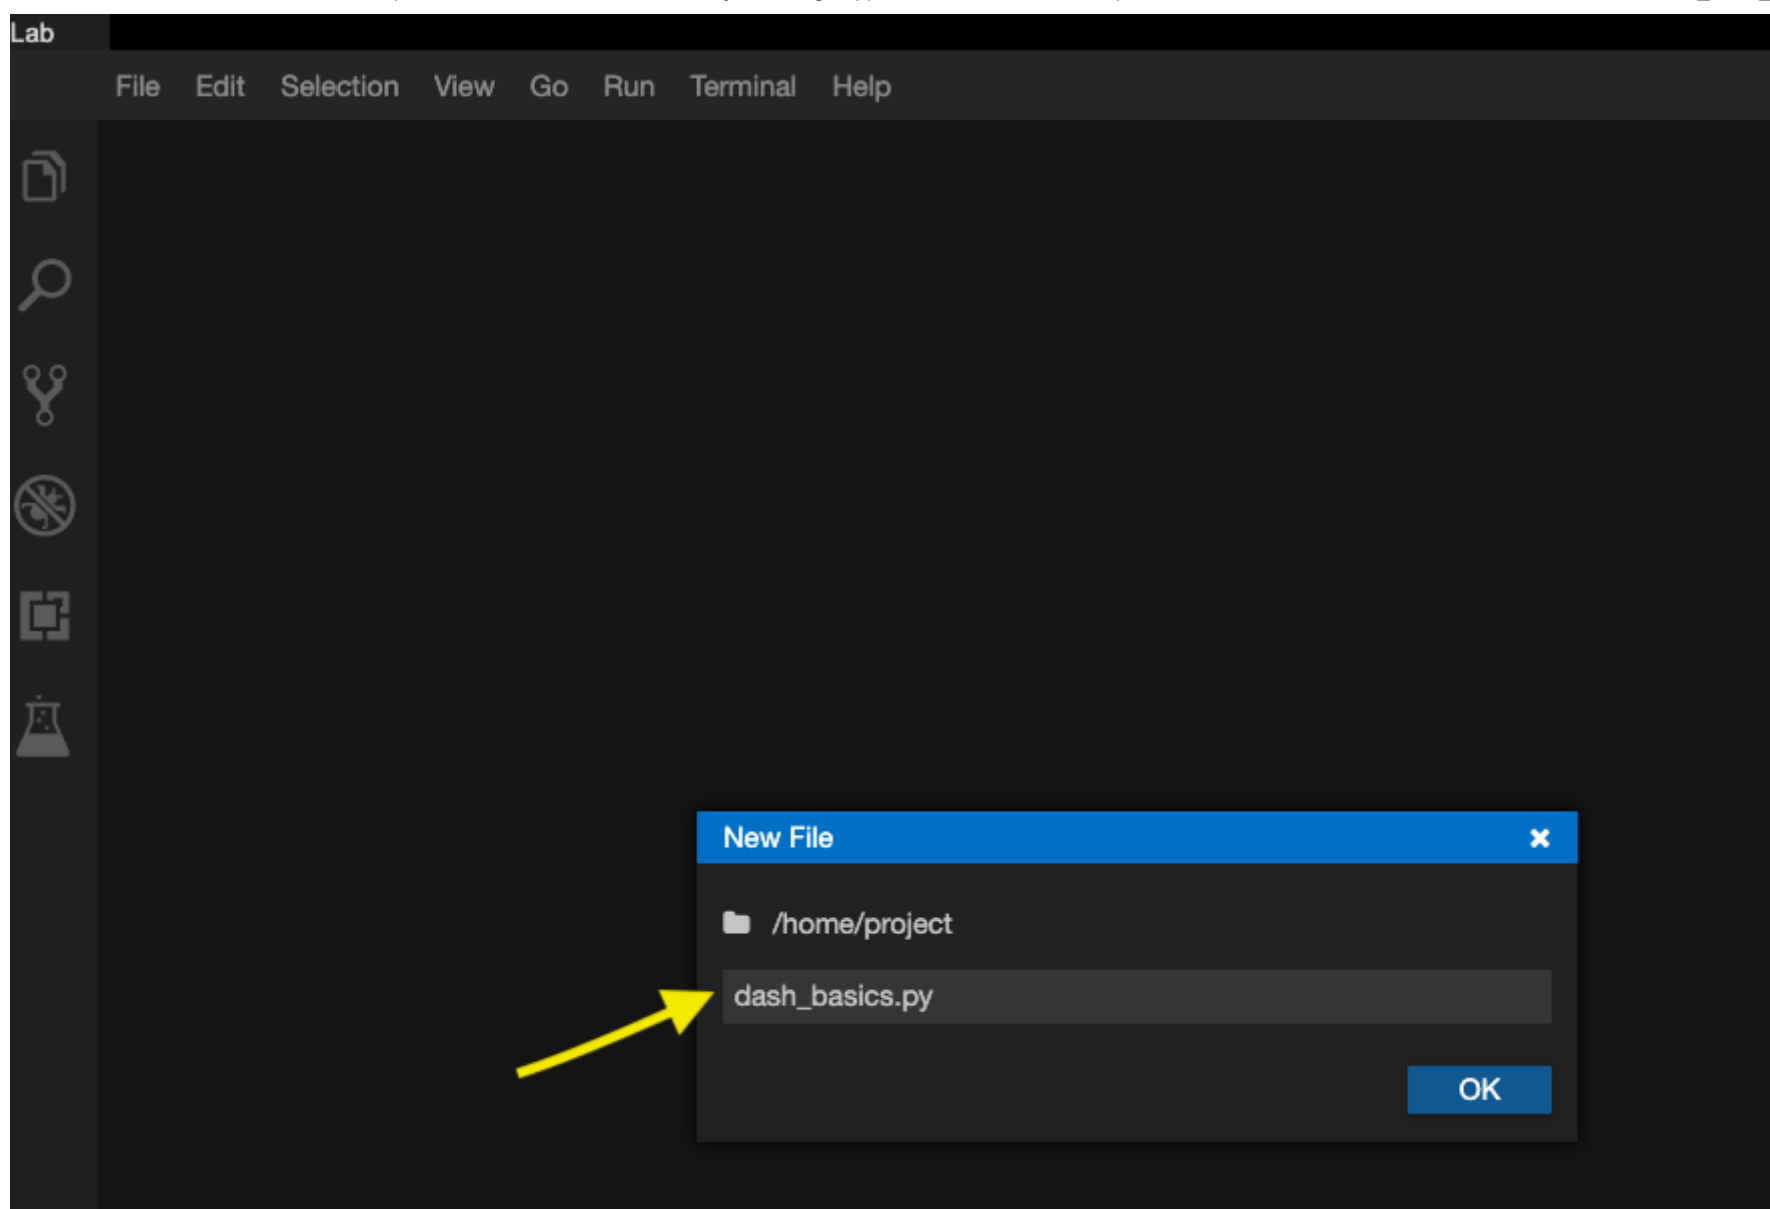 Lab
File Edit Selection View Go Run Terminal Help
New File
/home/project
dash_basics.py
OK